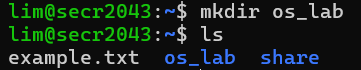 lim@secr2043:~$ mkdir os_lab
lim@secr2043:~$ ls
example.txt  os_lab  share